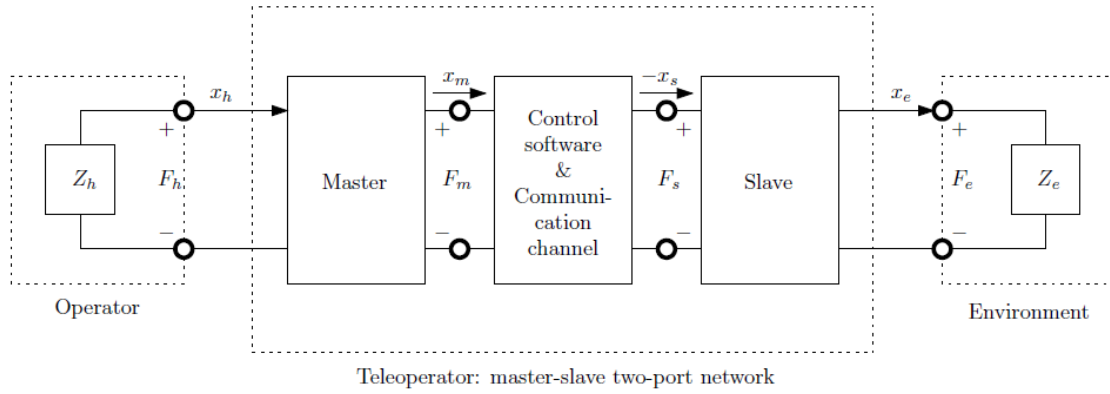 x_h
x_m
-x_s
x_e
+
+
+
+
Z_h
F_h
Master
F_m
Control
software
&
Communi-
cation
channel
F_s
Slave
F_e
Z_e
−
−
−
−
Operator
Environment
Teleoperator: master-slave two-port network